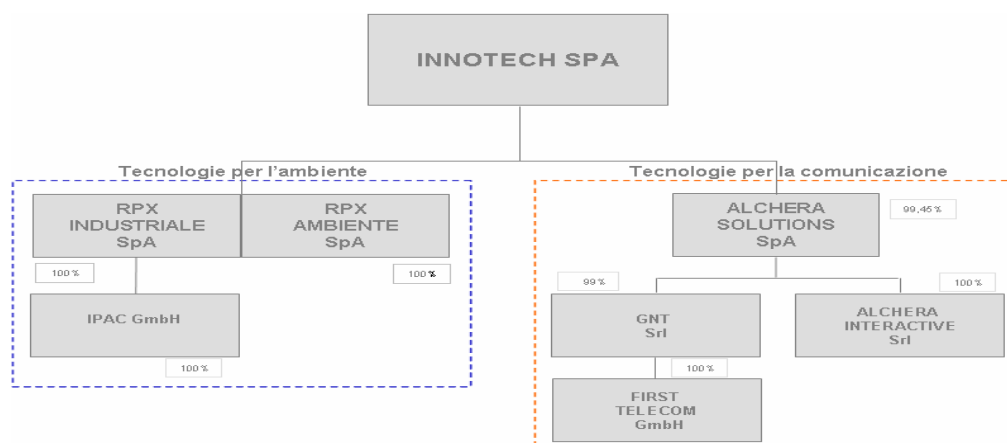 INNOTECH SPA
Tecnologie per l'ambiente
Tecnologie per la comunicazione
RPX
INDUSTRIALE
SpA
RPX
AMBIENTE
SpA
ALCHERA
SOLUTIONS
SpA
99,45%
100%
100%
99%
100%
IPAC GmbH
GNT
Srl
ALCHERA
INTERACTIVE
Srl
100%
100%
FIRST
TELECOM
GmbH